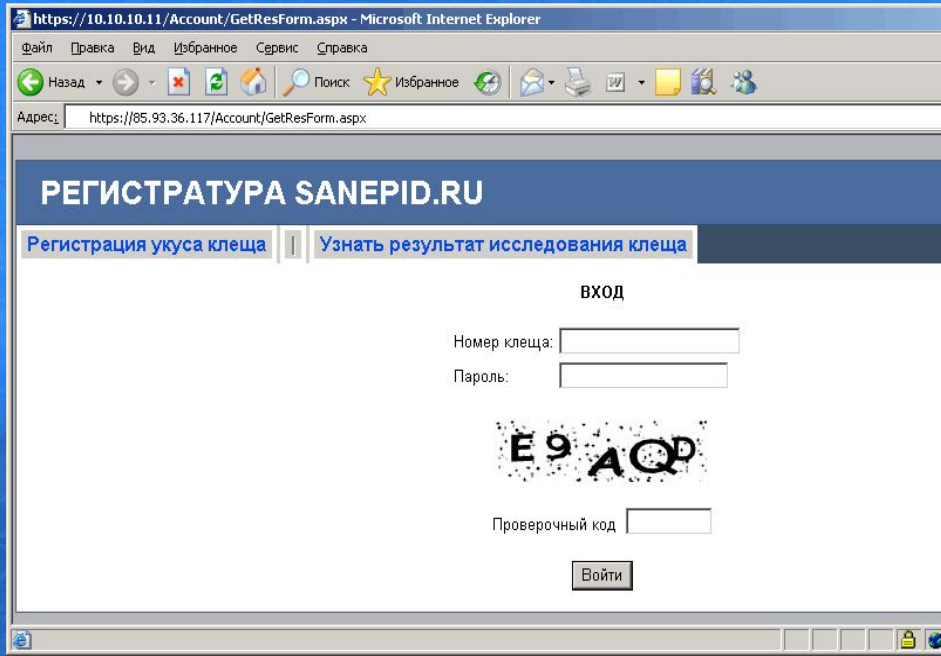 https://10.10.10.11/Account/GetResForm.aspx - Microsoft Internet Explorer
Файл Правка Вид Избранное Сервис Справка
Назад Поиск Избранное
Адрес: https://85.93.36.117/Account/GetResForm.aspx
РЕГИСТРАТУРА SANEPID.RU
Регистрация укуса клеща | Узнать результат исследования клеща
ВХОД
Номер клеща:
Пароль:
E9AQD
Проверочный код
Войти